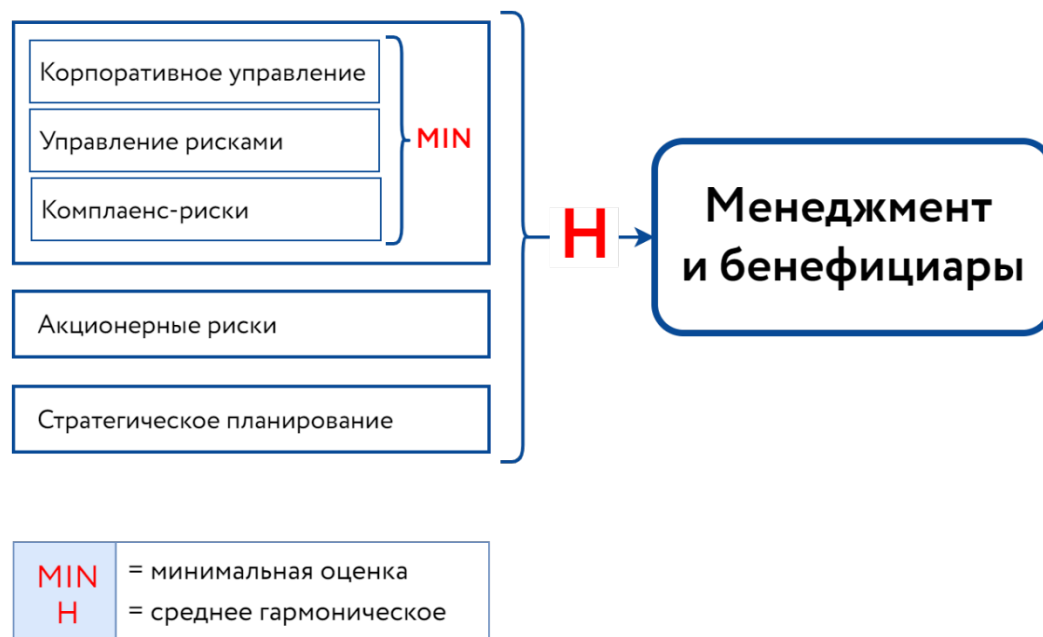 Корпоративное управление
Управление рисками
Комплаенс-риски
MIN
Акционерные риски
Стратегическое планирование
H
Менеджмент
и бенефициары
MIN = минимальная оценка
H = среднее гармоническое